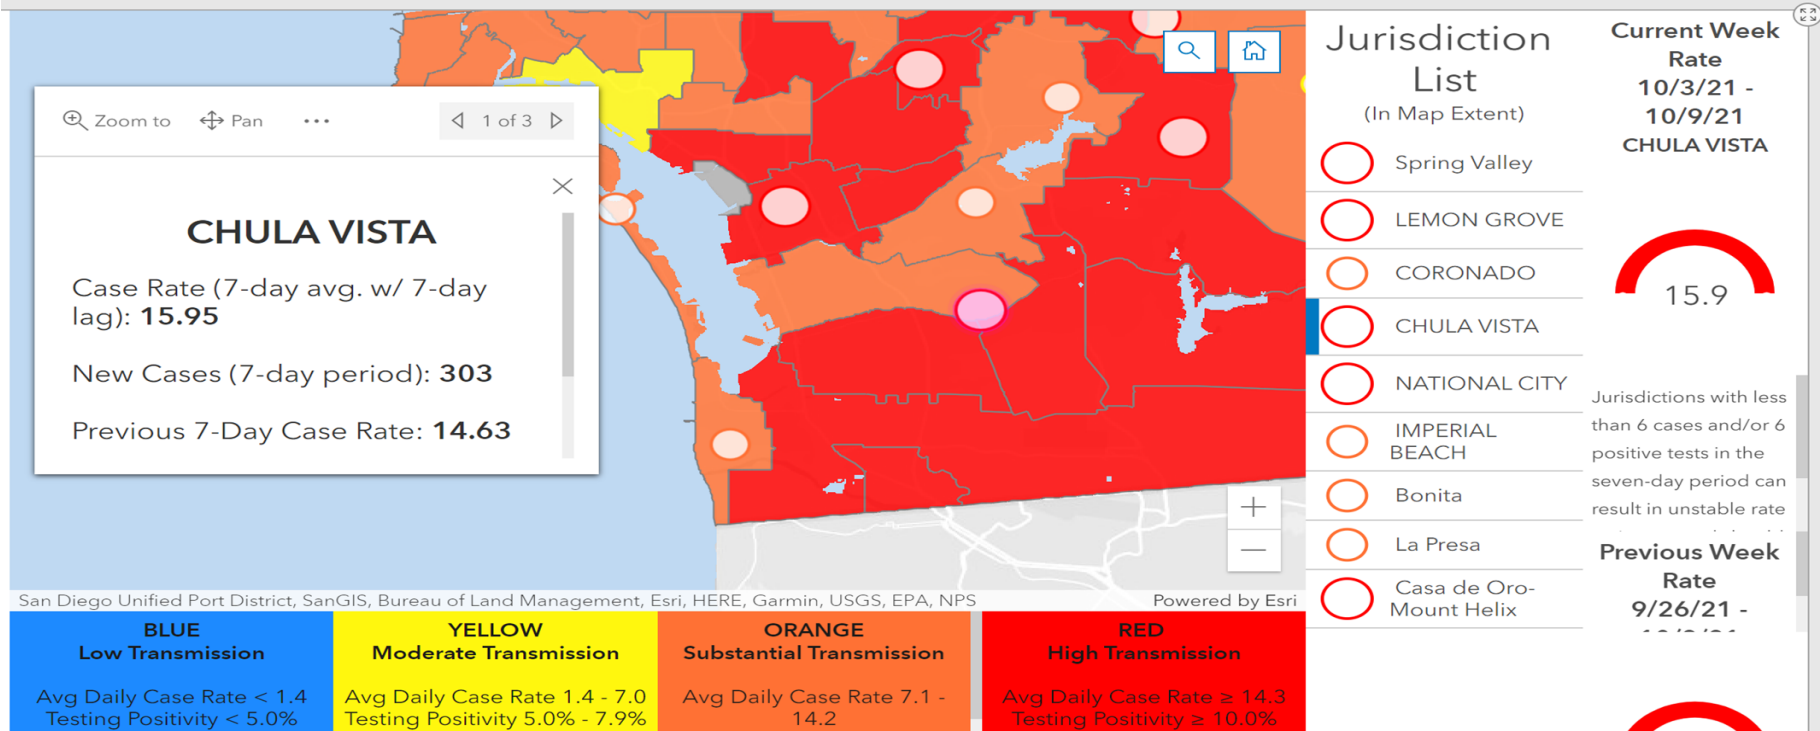 Zoom to
Pan
1 of 3
CHULA VISTA
Case Rate (7-day avg. w/ 7-day
lag): 15.95
New Cases (7-day period): 303
Previous 7-Day Case Rate: 14.63
San Diego Unified Port District, SanGIS, Bureau of Land Management, Esri, HERE, Garmin, USGS, EPA, NPS
Powered by Esri
BLUE
Low Transmission
Avg Daily Case Rate < 1.4
Testing Positivity < 5.0%
YELLOW
Moderate Transmission
Avg Daily Case Rate 1.4 - 7.0
Testing Positivity 5.0% - 7.9%
ORANGE
Substantial Transmission
Avg Daily Case Rate 7.1 -
14.2
RED
High Transmission
Avg Daily Case Rate ≥ 14.3
Testing Positivity ≥ 10.0%
Jurisdiction
List
(In Map Extent)
Spring Valley
LEMON GROVE
CORONADO
CHULA VISTA
NATIONAL CITY
IMPERIAL
BEACH
Bonita
La Presa
Casa de Oro-
Mount Helix
Current Week
Rate
10/3/21 -
10/9/21
CHULA VISTA
15.9
Jurisdictions with less
than 6 cases and/or 6
positive tests in the
seven-day period can
result in unstable rate
Previous Week
Rate
9/26/21 -